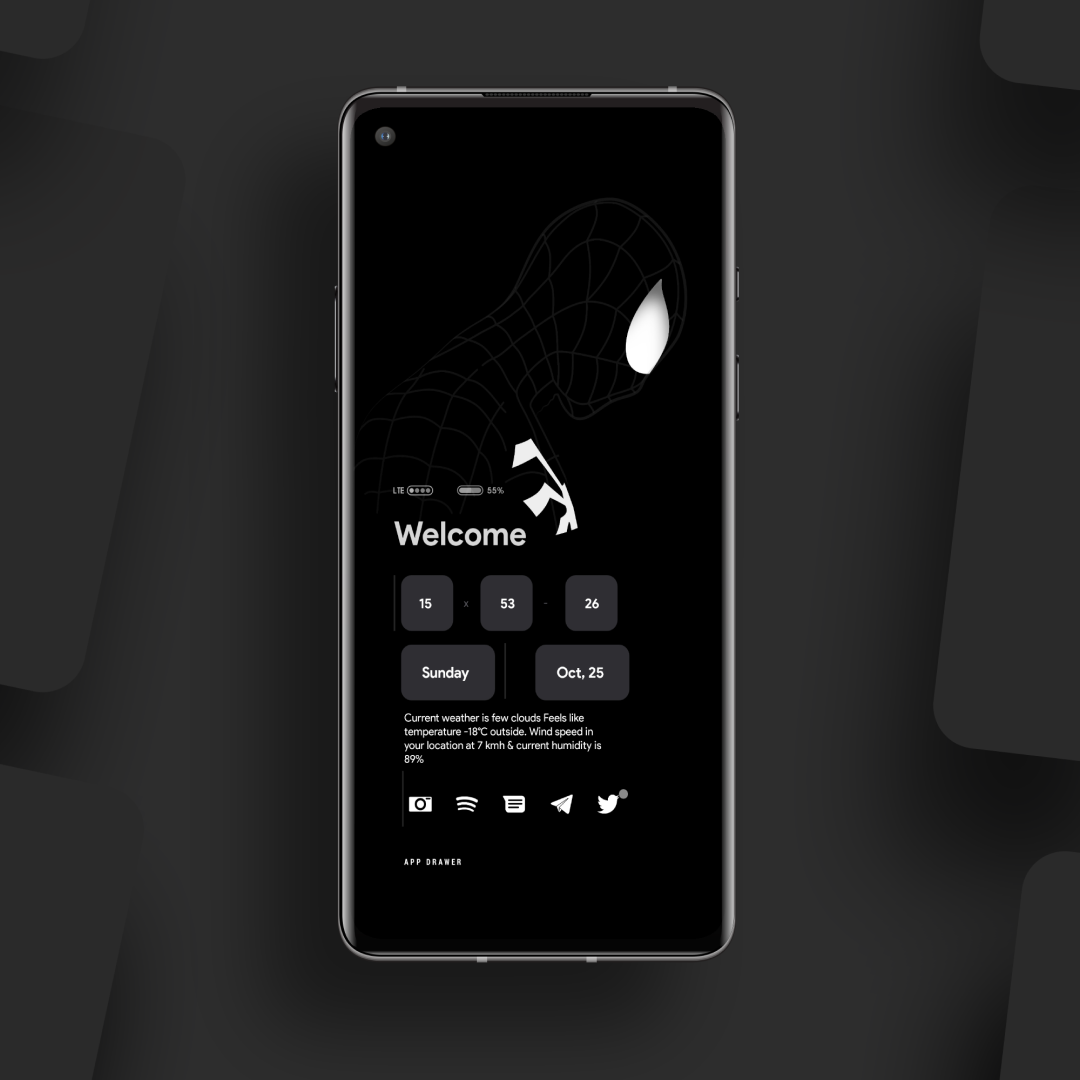 LTE 55%
Welcome
15 x 53 - 26
Sunday Oct, 25
Current weather is few clouds Feels like
temperature -18°C outside. Wind speed in
your location at 7 kmh & current humidity is
89%
APP DRAWER